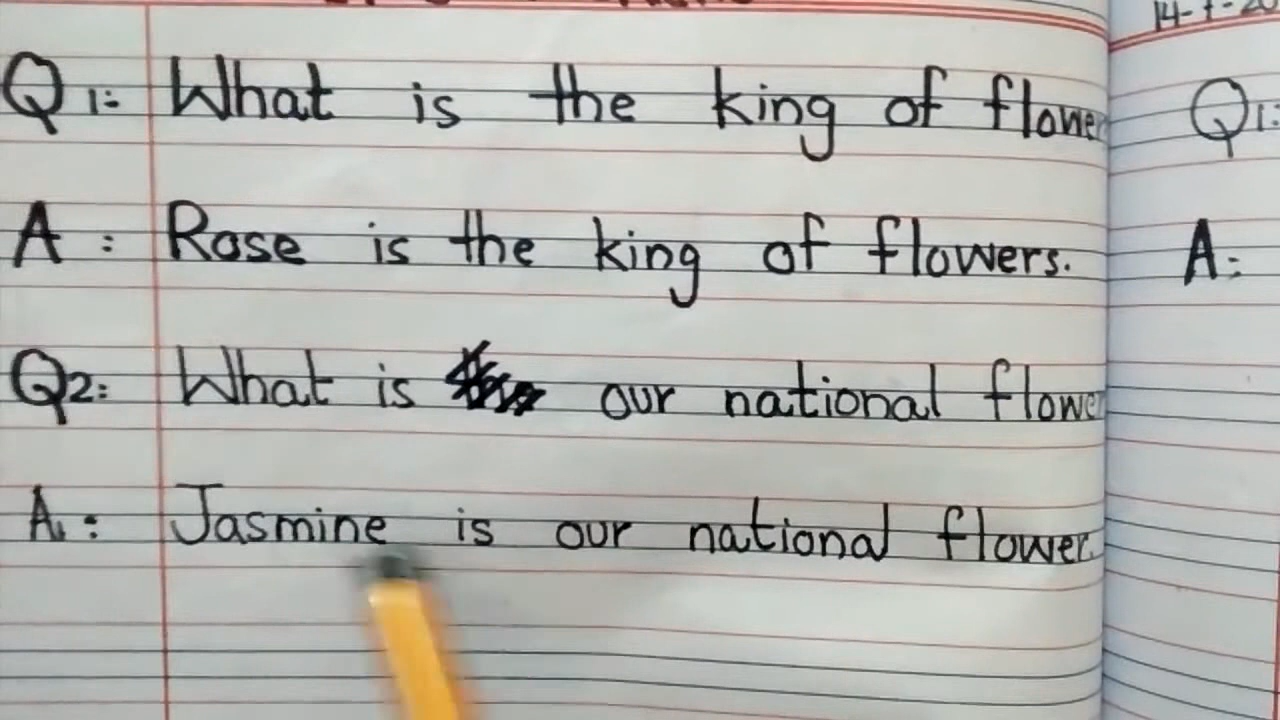 Q1:- What is the king of flower
A : Rose is the king of flowers.
Q2: What is our national flowe
A : Jasmine is our national flower.
Q1:
A: